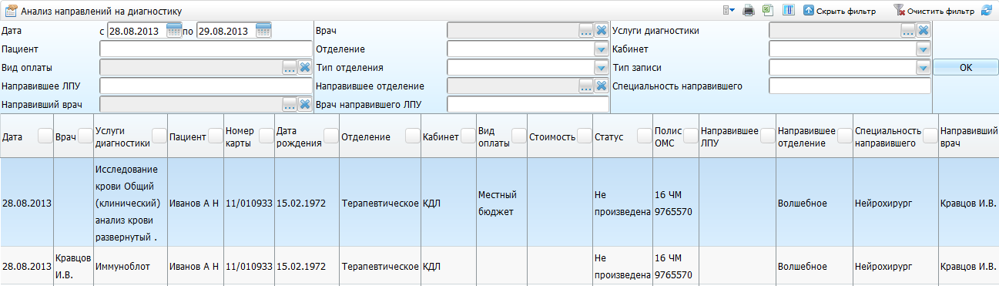 Анализ направлений на диагностику Скрыть фильтр Очистить фильтр
Дата с 28.08.2013 по 29.08.2013 Врач ... Услуги диагностики ...
Пациент Отделение Кабинет
Вид оплаты ... Тип отделения Тип записи OK
Направившее ЛПУ Направившее отделение ... Специальность направившего
Направивший врач ... Врач направившего ЛПУ
Дата Врач Услуги диагностики Пациент Номер карты Дата рождения Отделение Кабинет Вид оплаты Стоимость Статус Полис ОМС Направившее ЛПУ Направившее отделение Специальность направившего Направивший врач
28.08.2013 Исследование крови Общий (клинический) анализ крови развернутый . Иванов А Н 11/010933 15.02.1972 Терапевтическое КДЛ Местный бюджет Не произведена 16 ЧМ 9765570 Волшебное Нейрохирург Кравцов И.В.
28.08.2013 Кравцов И.В. Иммуноблот Иванов А Н 11/010933 15.02.1972 Терапевтическое КДЛ Не произведена 16 ЧМ 9765570 Волшебное Нейрохирург Кравцов И.В.